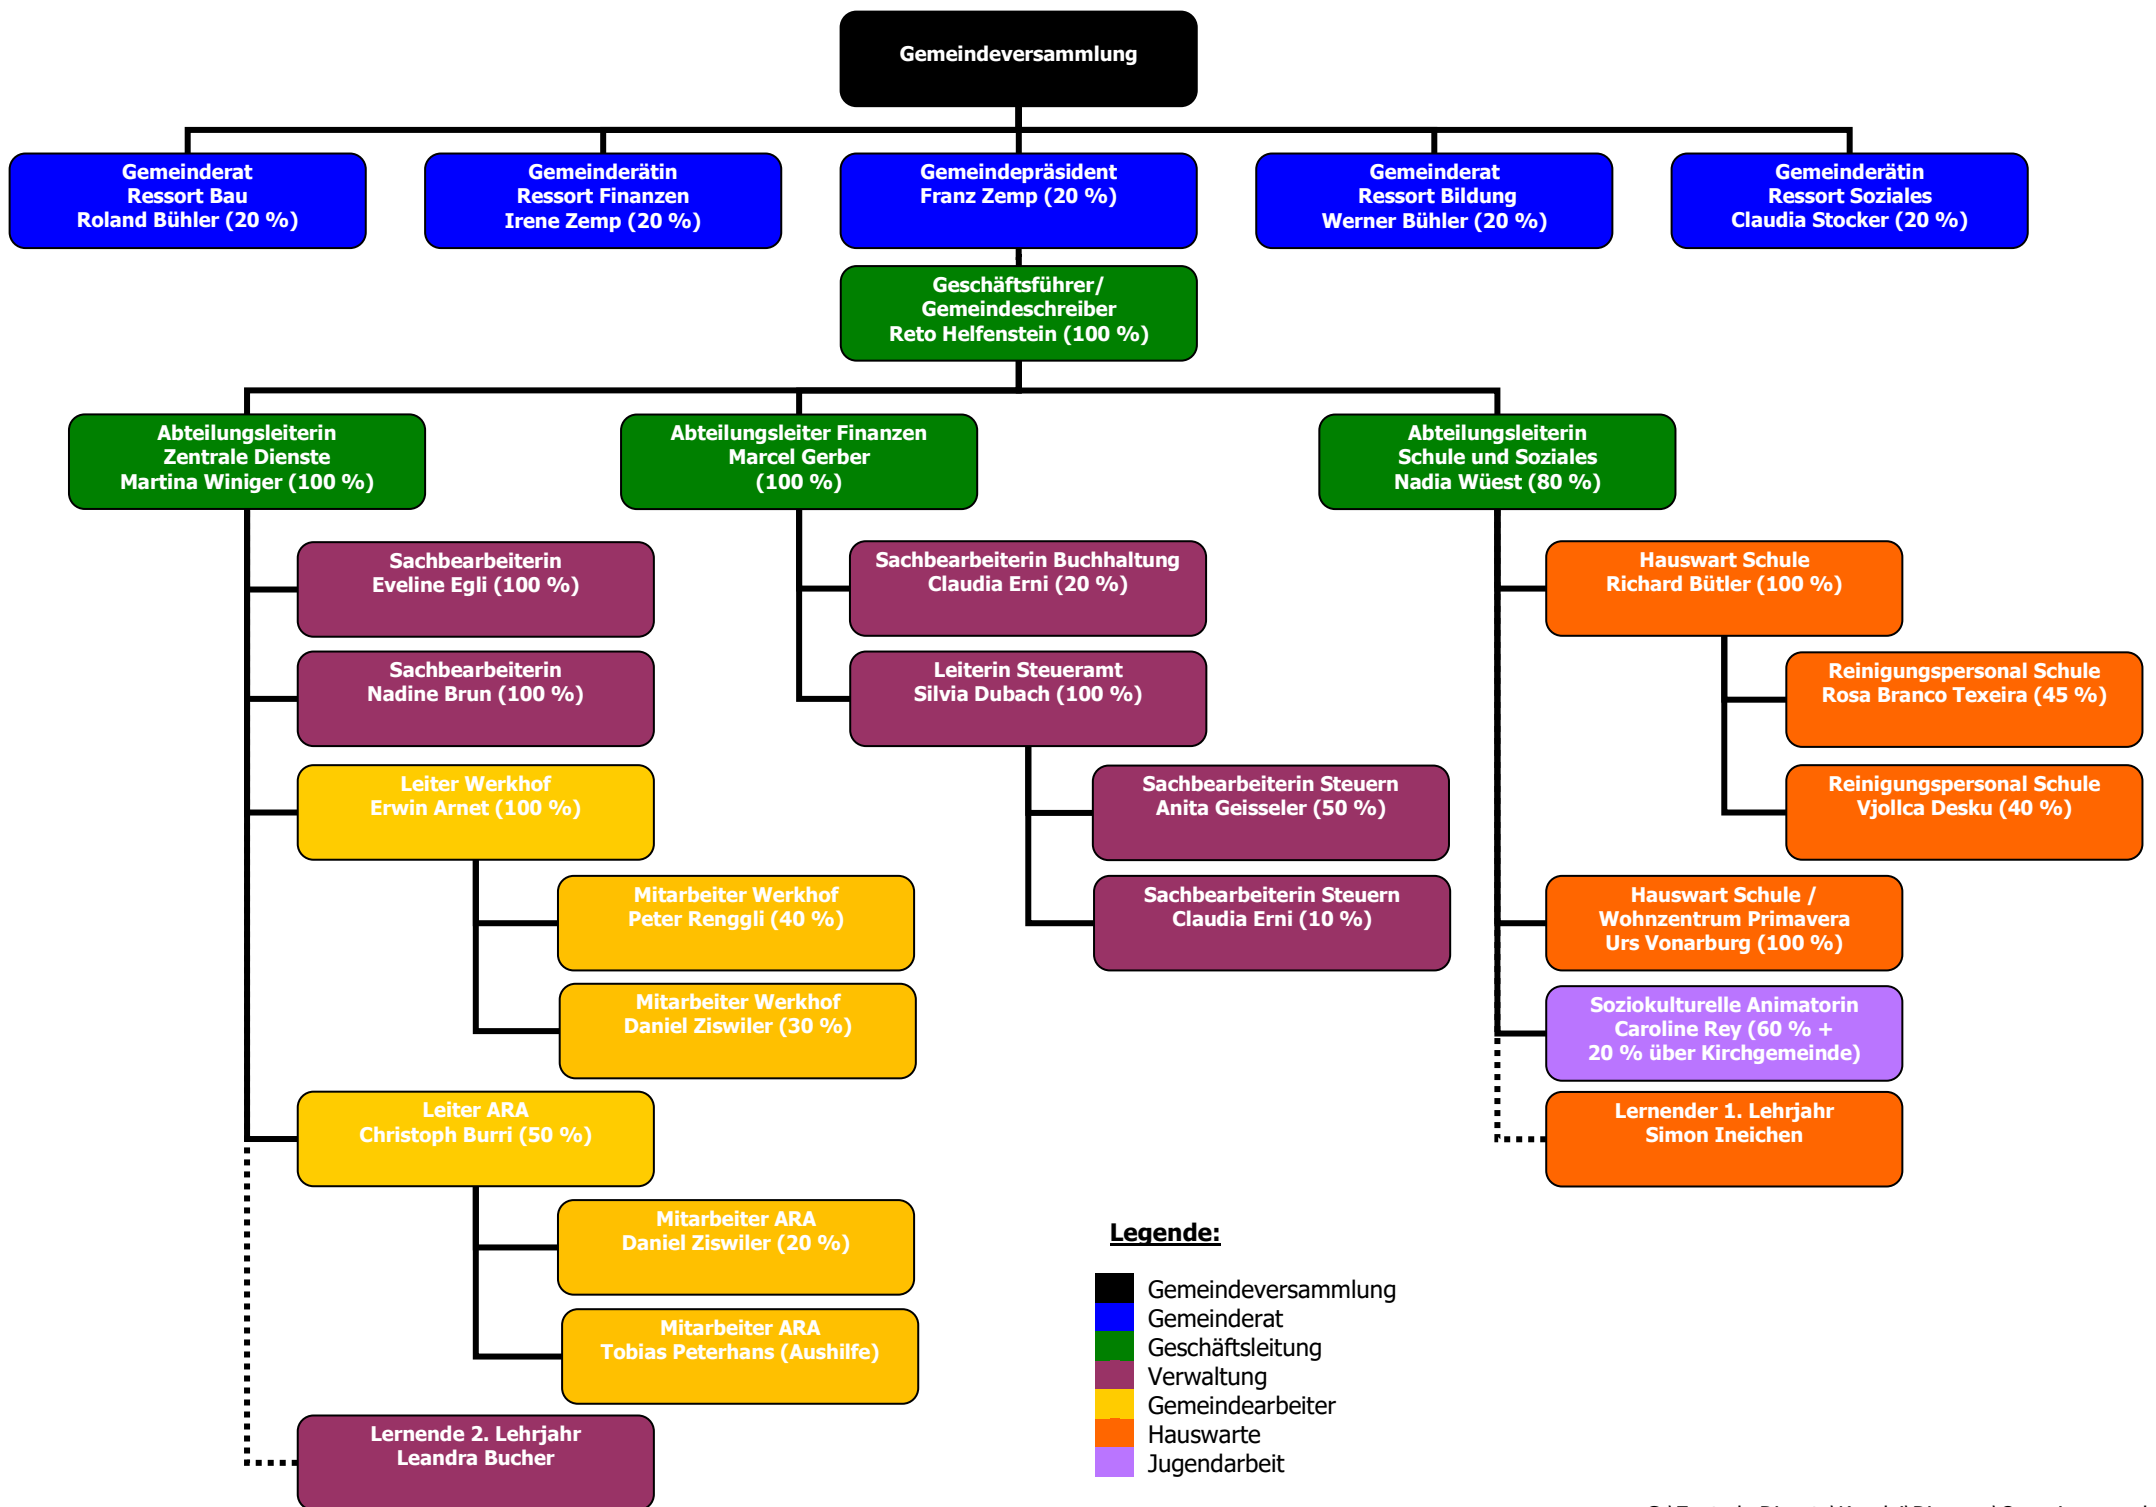 Gemeindeversammlung
Gemeinderat
Ressort Bau
Roland Bühler (20 %)
Gemeinderätin
Ressort Finanzen
Irene Zemp (20 %)
Gemeindepräsident
Franz Zemp (20 %)
Gemeinderat
Ressort Bildung
Werner Bühler (20 %)
Gemeinderätin
Ressort Soziales
Claudia Stocker (20 %)
Geschäftsführer/
Gemeindeschreiber
Reto Helfenstein (100 %)
Abteilungsleiterin
Zentrale Dienste
Martina Winiger (100 %)
Sachbearbeiterin
Eveline Egli (100 %)
Sachbearbeiterin
Nadine Brun (100 %)
Leiter Werkhof
Erwin Arnet (100 %)
Mitarbeiter Werkhof
Peter Renggli (40 %)
Mitarbeiter Werkhof
Daniel Ziswiler (30 %)
Leiter ARA
Christoph Burri (50 %)
Mitarbeiter ARA
Daniel Ziswiler (20 %)
Mitarbeiter ARA
Tobias Peterhans (Aushilfe)
Lernende 2. Lehrjahr
Leandra Bucher
Abteilungsleiter Finanzen
Marcel Gerber
(100 %)
Sachbearbeiterin Buchhaltung
Claudia Erni (20 %)
Leiterin Steueramt
Silvia Dubach (100 %)
Sachbearbeiterin Steuern
Anita Geisseler (50 %)
Sachbearbeiterin Steuern
Claudia Erni (10 %)
Abteilungsleiterin
Schule und Soziales
Nadia Wüest (80 %)
Hauswart Schule
Richard Bütler (100 %)
Reinigungspersonal Schule
Rosa Branco Texeira (45 %)
Reinigungspersonal Schule
Vjollca Desku (40 %)
Hauswart Schule /
Wohnzentrum Primavera
Urs Vonarburg (100 %)
Soziokulturelle Animatorin
Caroline Rey (60 % +
20 % über Kirchgemeinde)
Lernender 1. Lehrjahr
Simon Ineichen
Legende:
Gemeindeversammlung
Gemeinderat
Geschäftsleitung
Verwaltung
Gemeindearbeiter
Hauswarte
Jugendarbeit